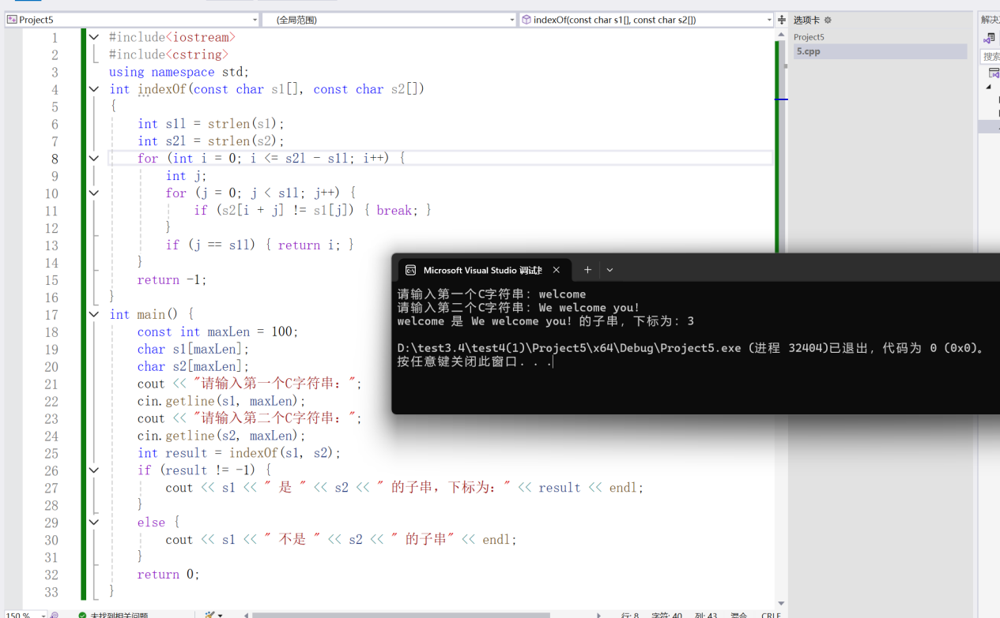 Project5 (全局范围) indexOf(const char s1[], const char s2[]) 选项卡
Project5
5.cpp
搜索
1 #include<iostream>
2 #include<cstring>
3 using namespace std;
4 int indexOf(const char s1[], const char s2[])
5 {
6 int s1l = strlen(s1);
7 int s2l = strlen(s2);
8 for (int i = 0; i <= s2l - s1l; i++) {
9 int j;
10 for (j = 0; j < s1l; j++) {
11 if (s2[i + j] != s1[j]) { break; }
12 }
13 if (j == s1l) { return i; }
14 }
15 return -1;
16 }
17 int main() {
18 const int maxLen = 100;
19 char s1[maxLen];
20 char s2[maxLen];
21 cout << "请输入第一个C字符串: ";
22 cin.getline(s1, maxLen);
23 cout << "请输入第二个C字符串: ";
24 cin.getline(s2, maxLen);
25 int result = indexOf(s1, s2);
26 if (result != -1) {
27 cout << s1 << " 是 " << s2 << " 的子串, 下标为: " << result << endl;
28 }
29 else {
30 cout << s1 << " 不是 " << s2 << " 的子串" << endl;
31 }
32 return 0;
33 }
Microsoft Visual Studio 调试
请输入第一个C字符串: welcome
请输入第二个C字符串: We welcome you!
welcome 是 We welcome you! 的子串, 下标为: 3
D:\test3.4\test4(1)\Project5\x64\Debug\Project5.exe (进程 32404)已退出, 代码为 0 (0x0)。
按任意键关闭此窗口. . .
150 % 未找到相关问题 行: 8 字符: 40 列: 43 混合 CRLF